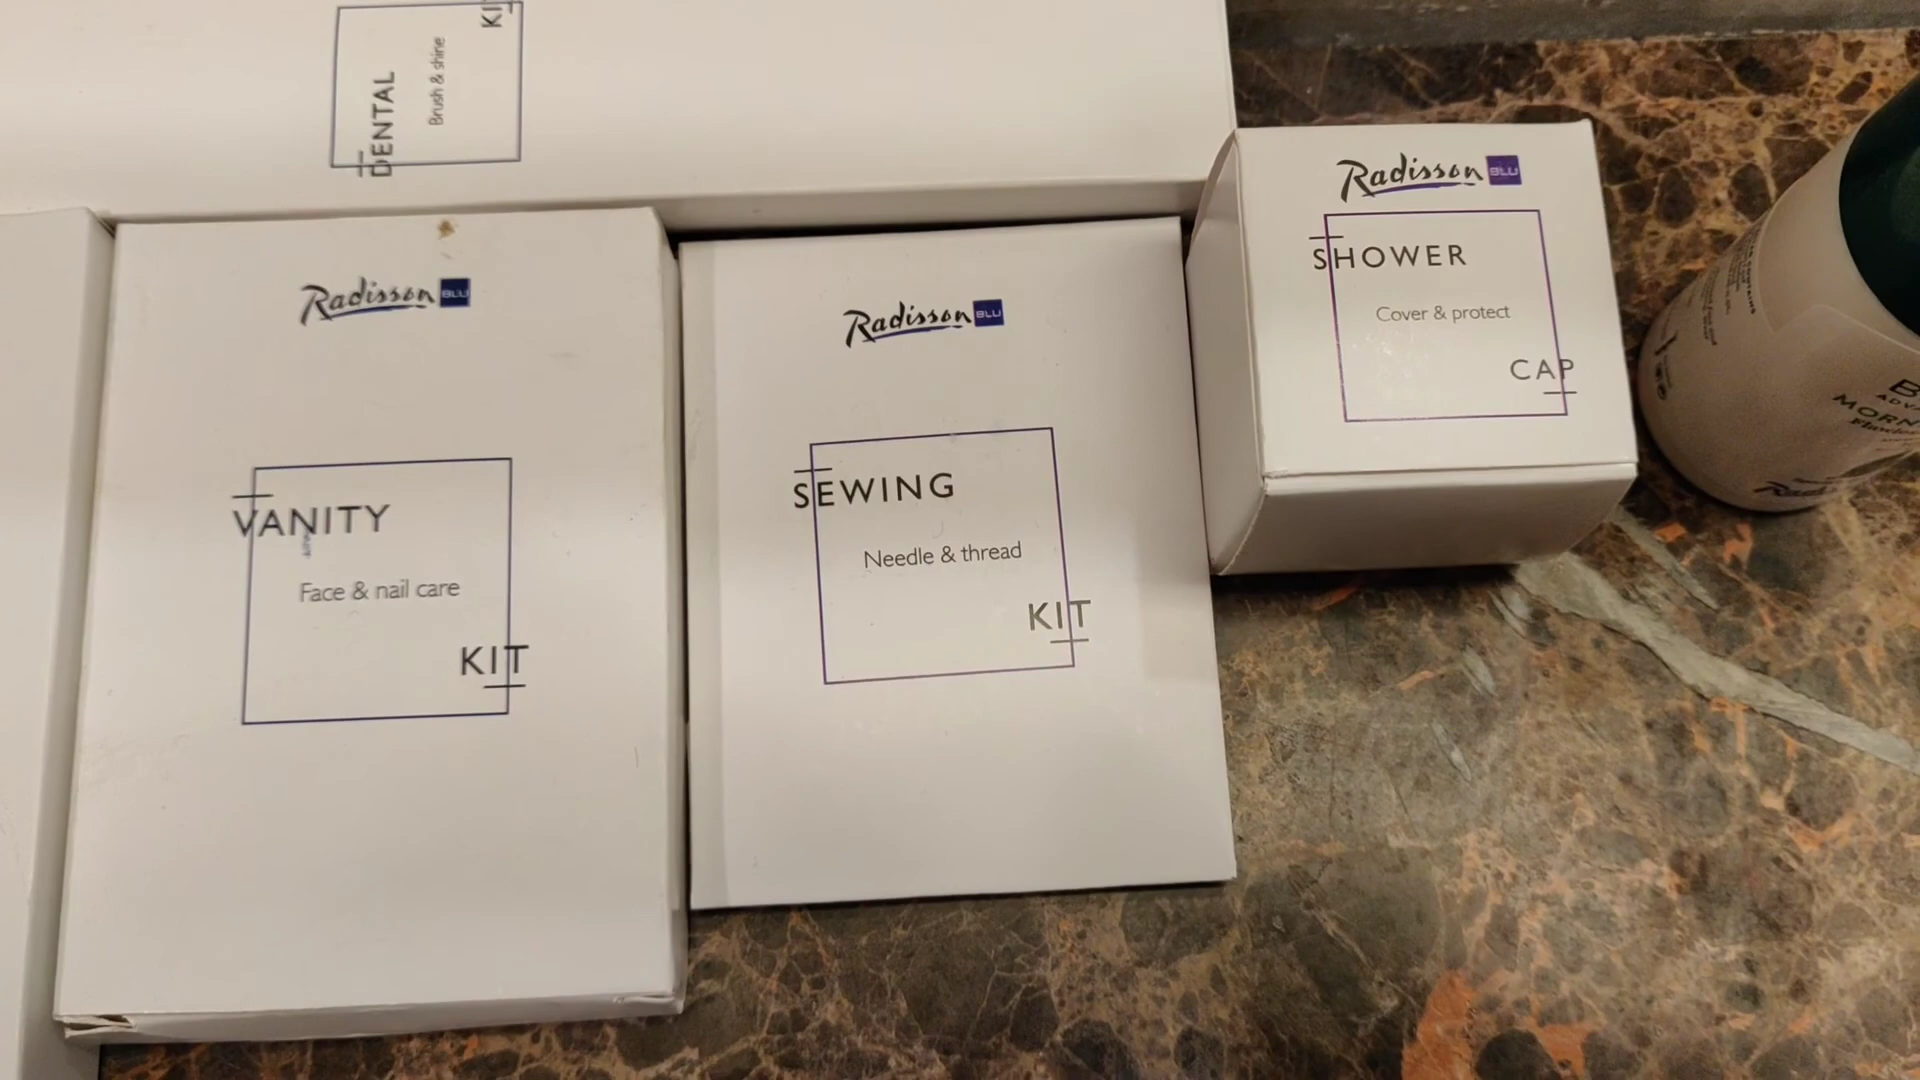 DENTAL
Brush & shine
Radisson BLU
VANITY
Face & nail care
KIT
Radisson BLU
SEWING
Needle & thread
KIT
Radisson BLU
SHOWER
Cover & protect
CAP